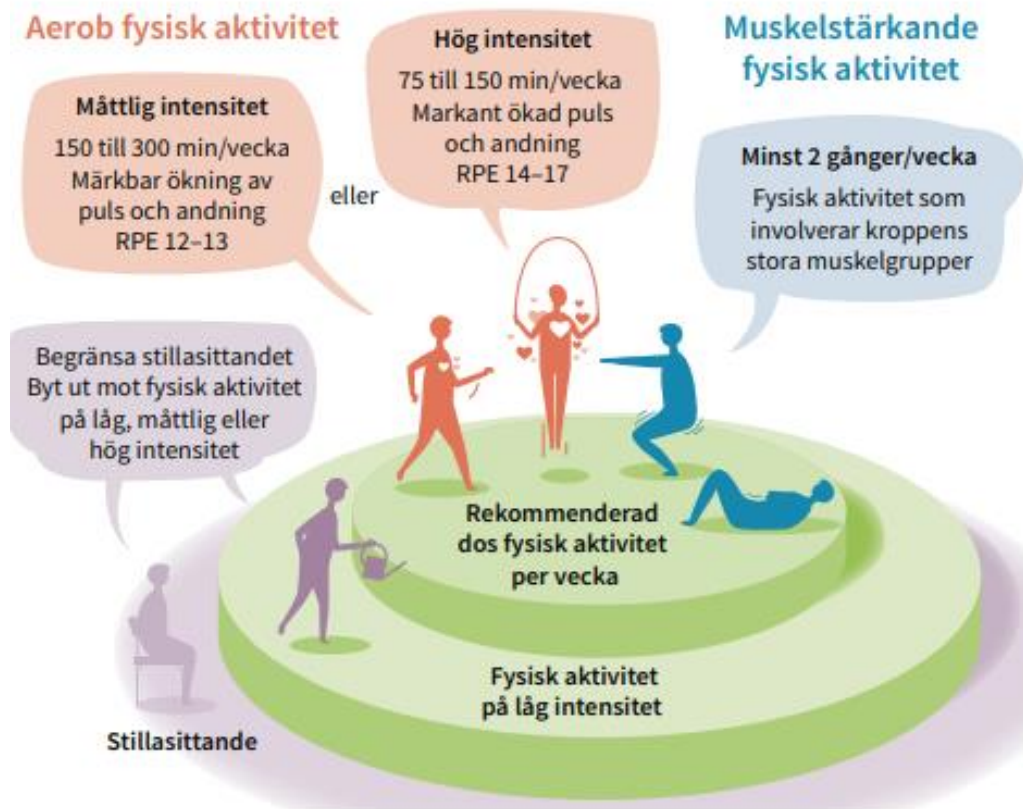 Aerob fysisk aktivitet
Måttlig intensitet
150 till 300 min/vecka
Märkbar ökning av
puls och andning
RPE 12–13
eller
Hög intensitet
75 till 150 min/vecka
Markant ökad puls
och andning
RPE 14–17
Muskelstärkande
fysisk aktivitet
Minst 2 gånger/vecka
Fysisk aktivitet som
involverar kroppens
stora muskelgrupper
Begränsa stillasittandet
Byt ut mot fysisk aktivitet
på låg, måttlig eller
hög intensitet
Rekommenderad
dos fysisk aktivitet
per vecka
Fysisk aktivitet
på låg intensitet
Stillasittande